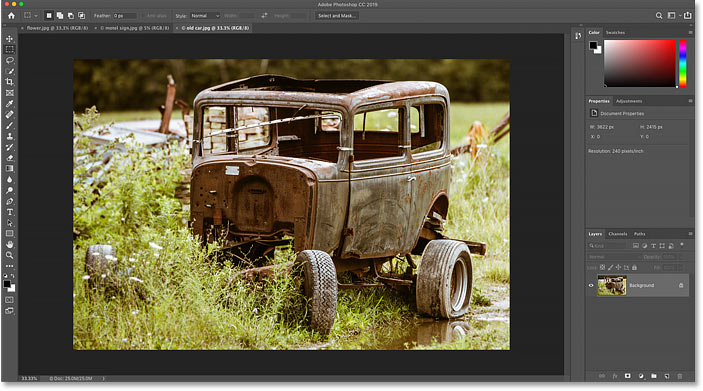 Adobe Photoshop CC 2019
Feather: 0 px Anti-alias Style: Normal Width: Height: Select and Mask...
× flower.jpg @ 33.3% (RGB/8) × © motel sign.jpg @ 5% (RGB/8) × © old car.jpg @ 33.3% (RGB/8)
Color Swatches
Properties Adjustments
Document Properties
W: 3622 px H: 2415 px
X: 0 Y: 0
Resolution: 240 pixels/inch
Layers Channels Paths
Kind
Normal Opacity:
Lock: Fill:
Background
33.33% © Doc: 25.0M/25.0M